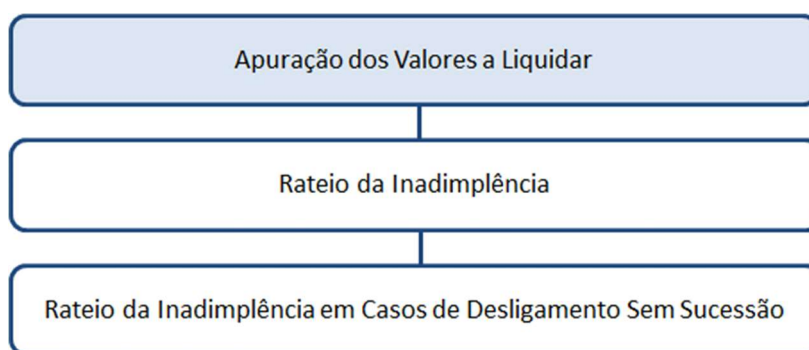 Apuração dos Valores a Liquidar
Rateio da Inadimplência
Rateio da Inadimplência em Casos de Desligamento Sem Sucessão